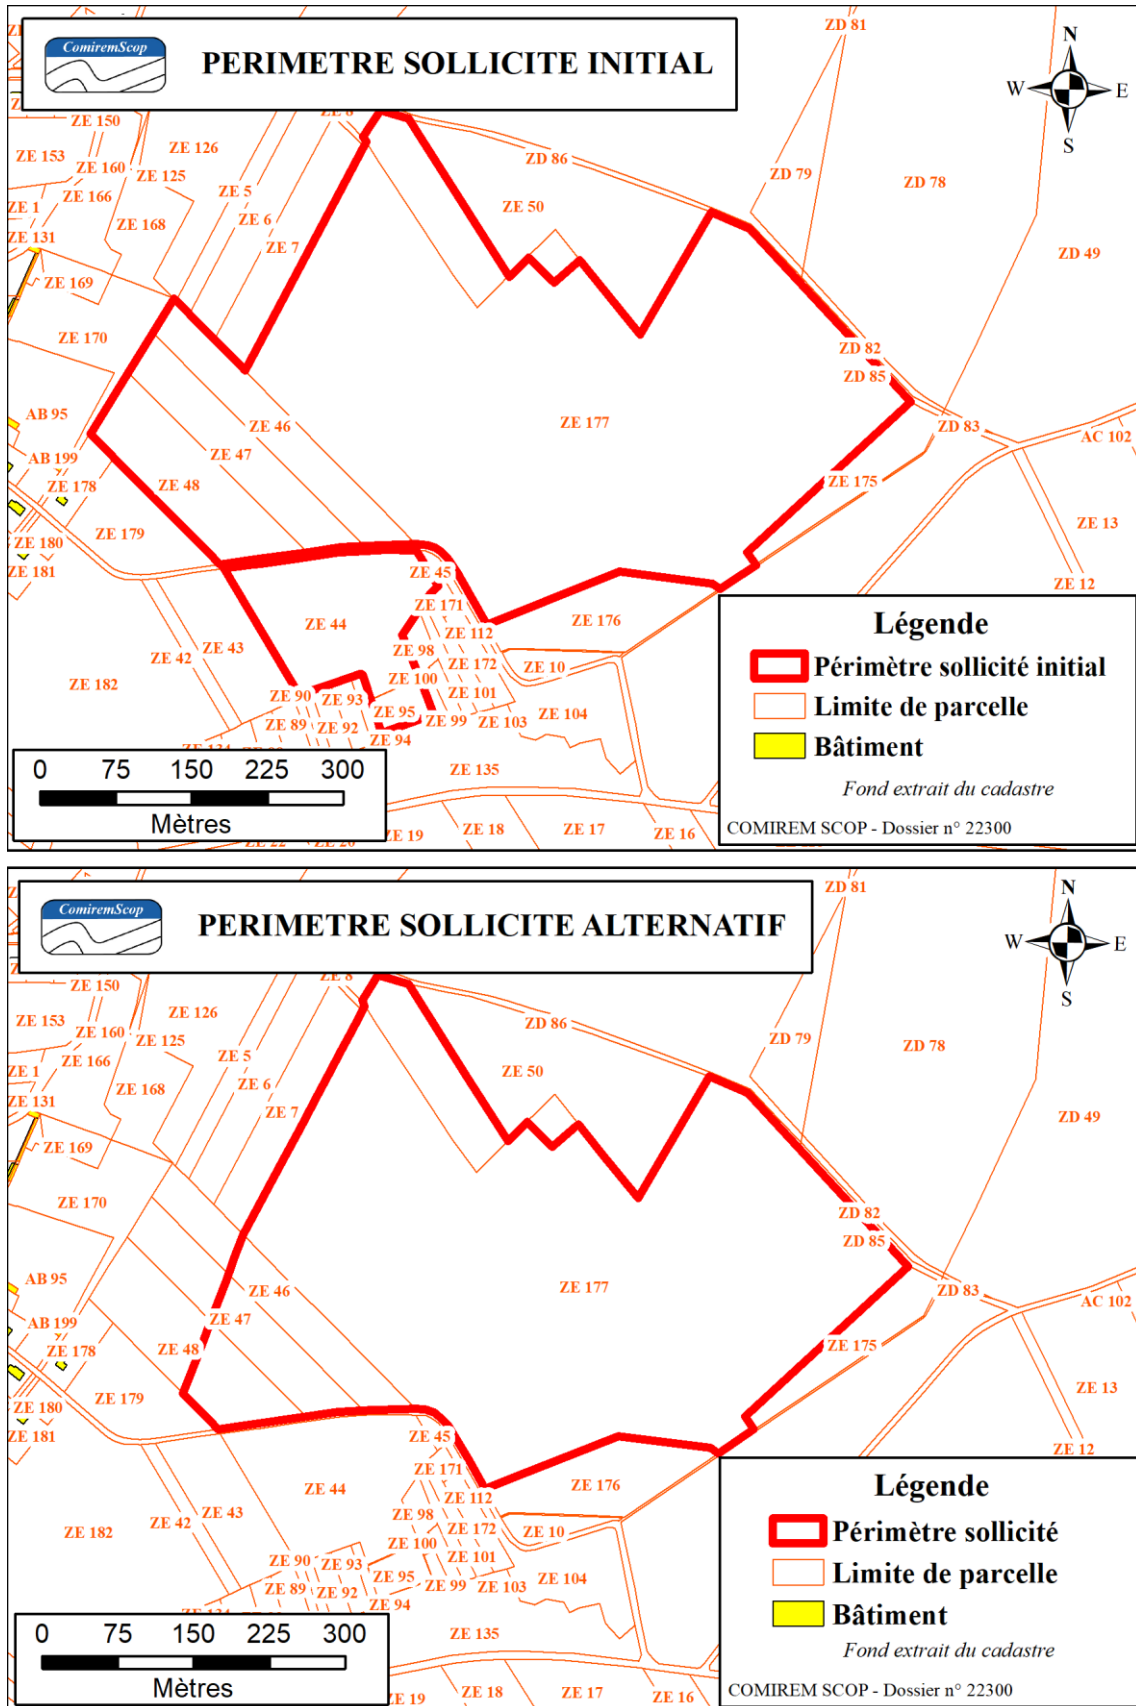 ComiremScop
PERIMETRE SOLLICITE INITIAL
ZD 81
N
W E
S
ZE 150
ZE 153
ZE 160
ZE 126
ZE 125
ZE 166
ZE 1
ZE 168
ZE 131
ZE 5
ZE 6
ZE 7
ZE 8
ZD 86
ZE 50
ZD 79
ZD 78
ZD 49
ZE 169
ZE 170
ZD 82
ZD 85
AB 95
ZE 46
ZE 177
ZD 83
AC 102
ZE 47
AB 199
ZE 48
ZE 178
ZE 175
ZE 179
ZE 13
ZE 180
ZE 181
ZE 45
ZE 12
ZE 171
ZE 44
ZE 112
ZE 176
ZE 43
ZE 42
ZE 98
ZE 172
ZE 10
ZE 182
ZE 100
ZE 90
ZE 93
ZE 101
ZE 95
ZE 89
ZE 92
ZE 99
ZE 103
ZE 104
ZE 94
ZE 134
ZE 135
ZE 22
ZE 20
ZE 19
ZE 18
ZE 17
ZE 16
0 75 150 225 300
Mètres
Légende
Périmètre sollicité initial
Limite de parcelle
Bâtiment
Fond extrait du cadastre
COMIREM SCOP - Dossier n° 22300
ComiremScop
PERIMETRE SOLLICITE ALTERNATIF
ZD 81
N
W E
S
ZE 150
ZE 153
ZE 160
ZE 126
ZE 125
ZE 166
ZE 1
ZE 168
ZE 131
ZE 5
ZE 6
ZE 7
ZE 8
ZD 86
ZE 50
ZD 79
ZD 78
ZD 49
ZE 169
ZE 170
ZD 82
ZD 85
AB 95
ZE 46
ZE 177
ZD 83
AC 102
ZE 47
AB 199
ZE 48
ZE 178
ZE 175
ZE 179
ZE 13
ZE 180
ZE 181
ZE 45
ZE 12
ZE 171
ZE 44
ZE 112
ZE 176
ZE 43
ZE 42
ZE 98
ZE 172
ZE 10
ZE 182
ZE 100
ZE 90
ZE 93
ZE 101
ZE 95
ZE 89
ZE 92
ZE 99
ZE 103
ZE 104
ZE 94
ZE 134
ZE 135
ZE 19
ZE 18
ZE 17
ZE 16
0 75 150 225 300
Mètres
Légende
Périmètre sollicité
Limite de parcelle
Bâtiment
Fond extrait du cadastre
COMIREM SCOP - Dossier n° 22300